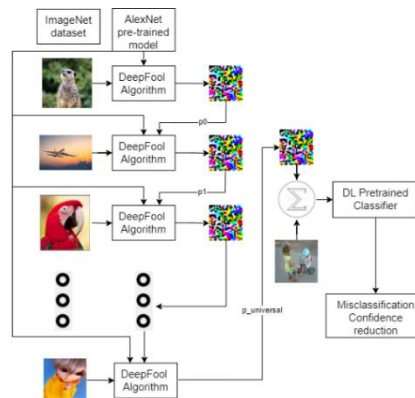 ImageNet
dataset
AlexNet
pre-trained
model
DeepFool
Algorithm
p0
DeepFool
Algorithm
p1
DeepFool
Algorithm
Σ
DL Pretrained
Classifier
p_universal
Misclassification
Confidence
reduction
DeepFool
Algorithm